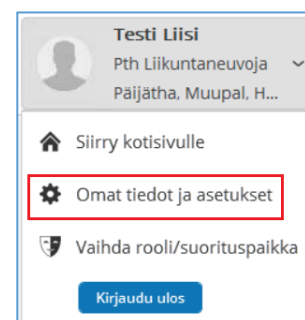 Testi Liisi
Pth Liikuntaneuvoja
Päijätha, Muupal, H...
Siirry kotisivulle
Omat tiedot ja asetukset
Vaihda rooli/suorituspaikka
Kirjaudu ulos